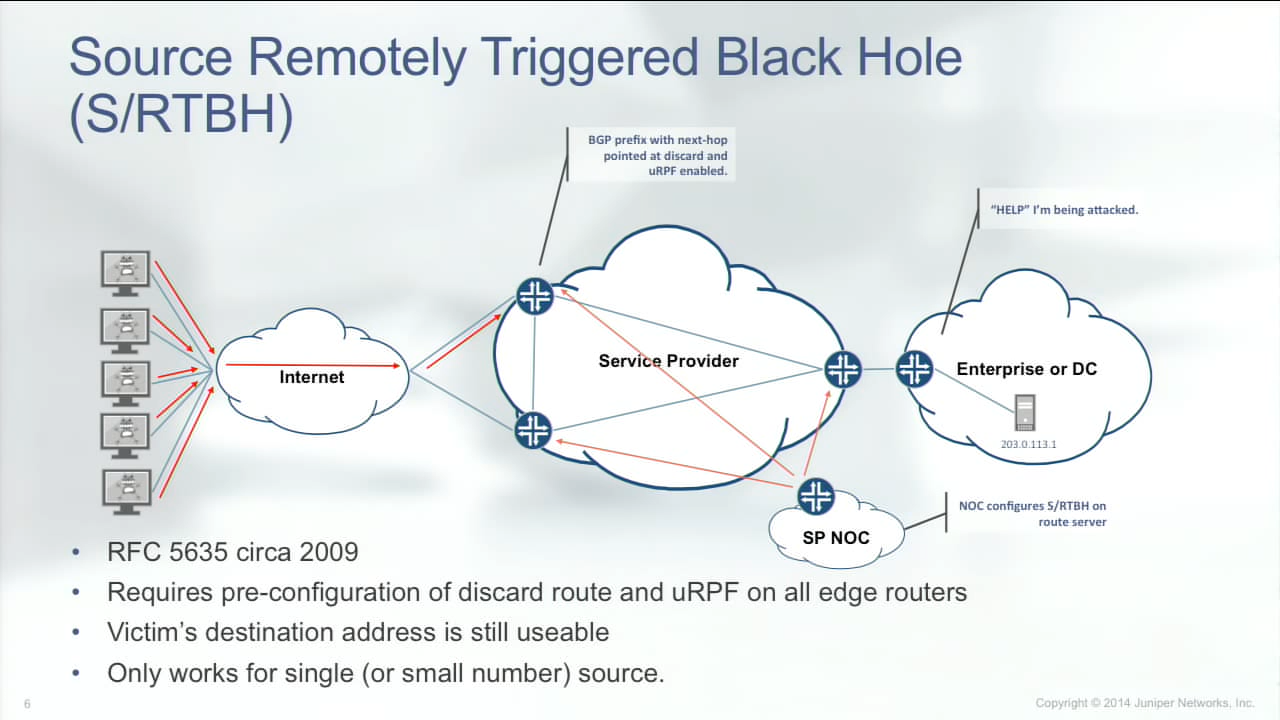 Source Remotely Triggered Black Hole
(S/RTBH)
BGP prefix with next-hop
pointed at discard and
uRPF enabled.
“HELP” I’m being attacked.
Internet
Service Provider
Enterprise or DC
203.0.113.1
SP NOC
NOC configures S/RTBH on
route server
• RFC 5635 circa 2009
• Requires pre-configuration of discard route and uRPF on all edge routers
• Victim’s destination address is still useable
• Only works for single (or small number) source.
6
Copyright © 2014 Juniper Networks, Inc.